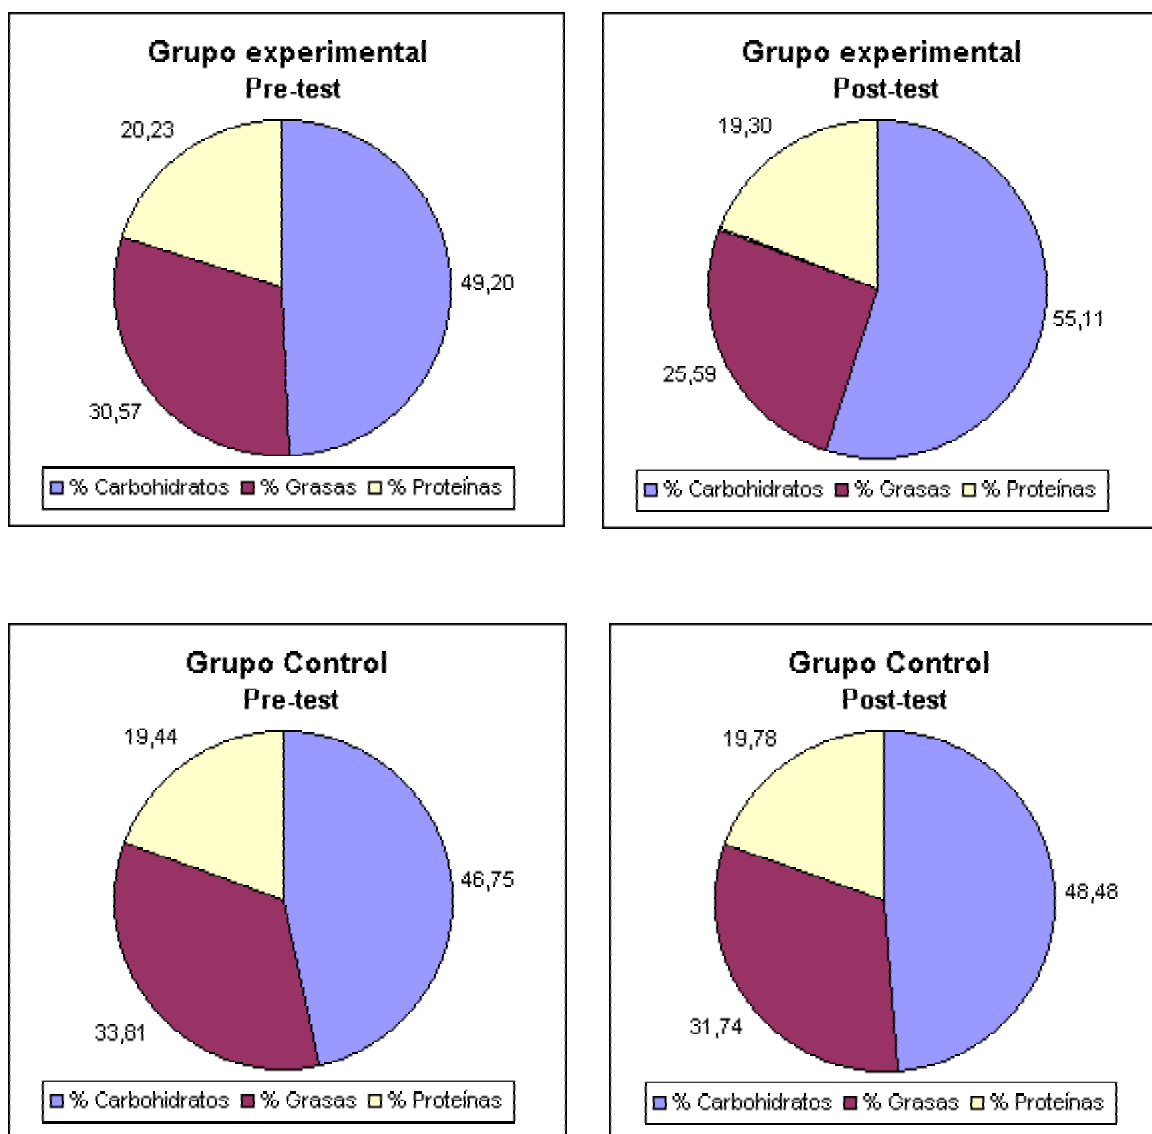 Grupo experimental
Pre-test
20,23
49,20
30,57
% Carbohidratos % Grasas % Proteínas
Grupo experimental
Post-test
19,30
55,11
25,59
% Carbohidratos % Grasas % Proteínas
Grupo Control
Pre-test
19,44
46,75
33,81
% Carbohidratos % Grasas % Proteínas
Grupo Control
Post-test
19,78
48,48
31,74
% Carbohidratos % Grasas % Proteínas